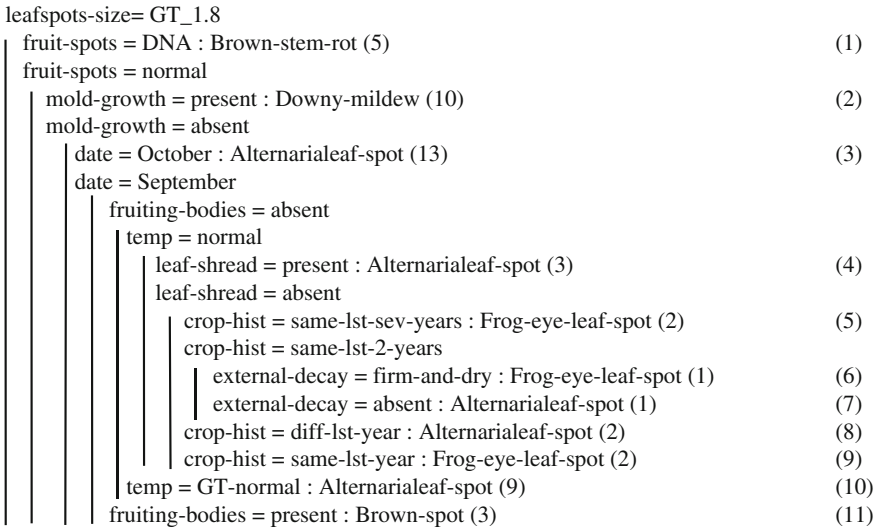 leafspots-size= GT_1.8
fruit-spots = DNA : Brown-stem-rot (5) (1)
fruit-spots = normal
mold-growth = present : Downy-mildew (10) (2)
mold-growth = absent
date = October : Alternarialeaf-spot (13) (3)
date = September
fruiting-bodies = absent
temp = normal
leaf-shread = present : Alternarialeaf-spot (3) (4)
leaf-shread = absent
crop-hist = same-lst-sev-years : Frog-eye-leaf-spot (2) (5)
crop-hist = same-lst-2-years
external-decay = firm-and-dry : Frog-eye-leaf-spot (1) (6)
external-decay = absent : Alternarialeaf-spot (1) (7)
crop-hist = diff-lst-year : Alternarialeaf-spot (2) (8)
crop-hist = same-lst-year : Frog-eye-leaf-spot (2) (9)
temp = GT-normal : Alternarialeaf-spot (9) (10)
fruiting-bodies = present : Brown-spot (3) (11)